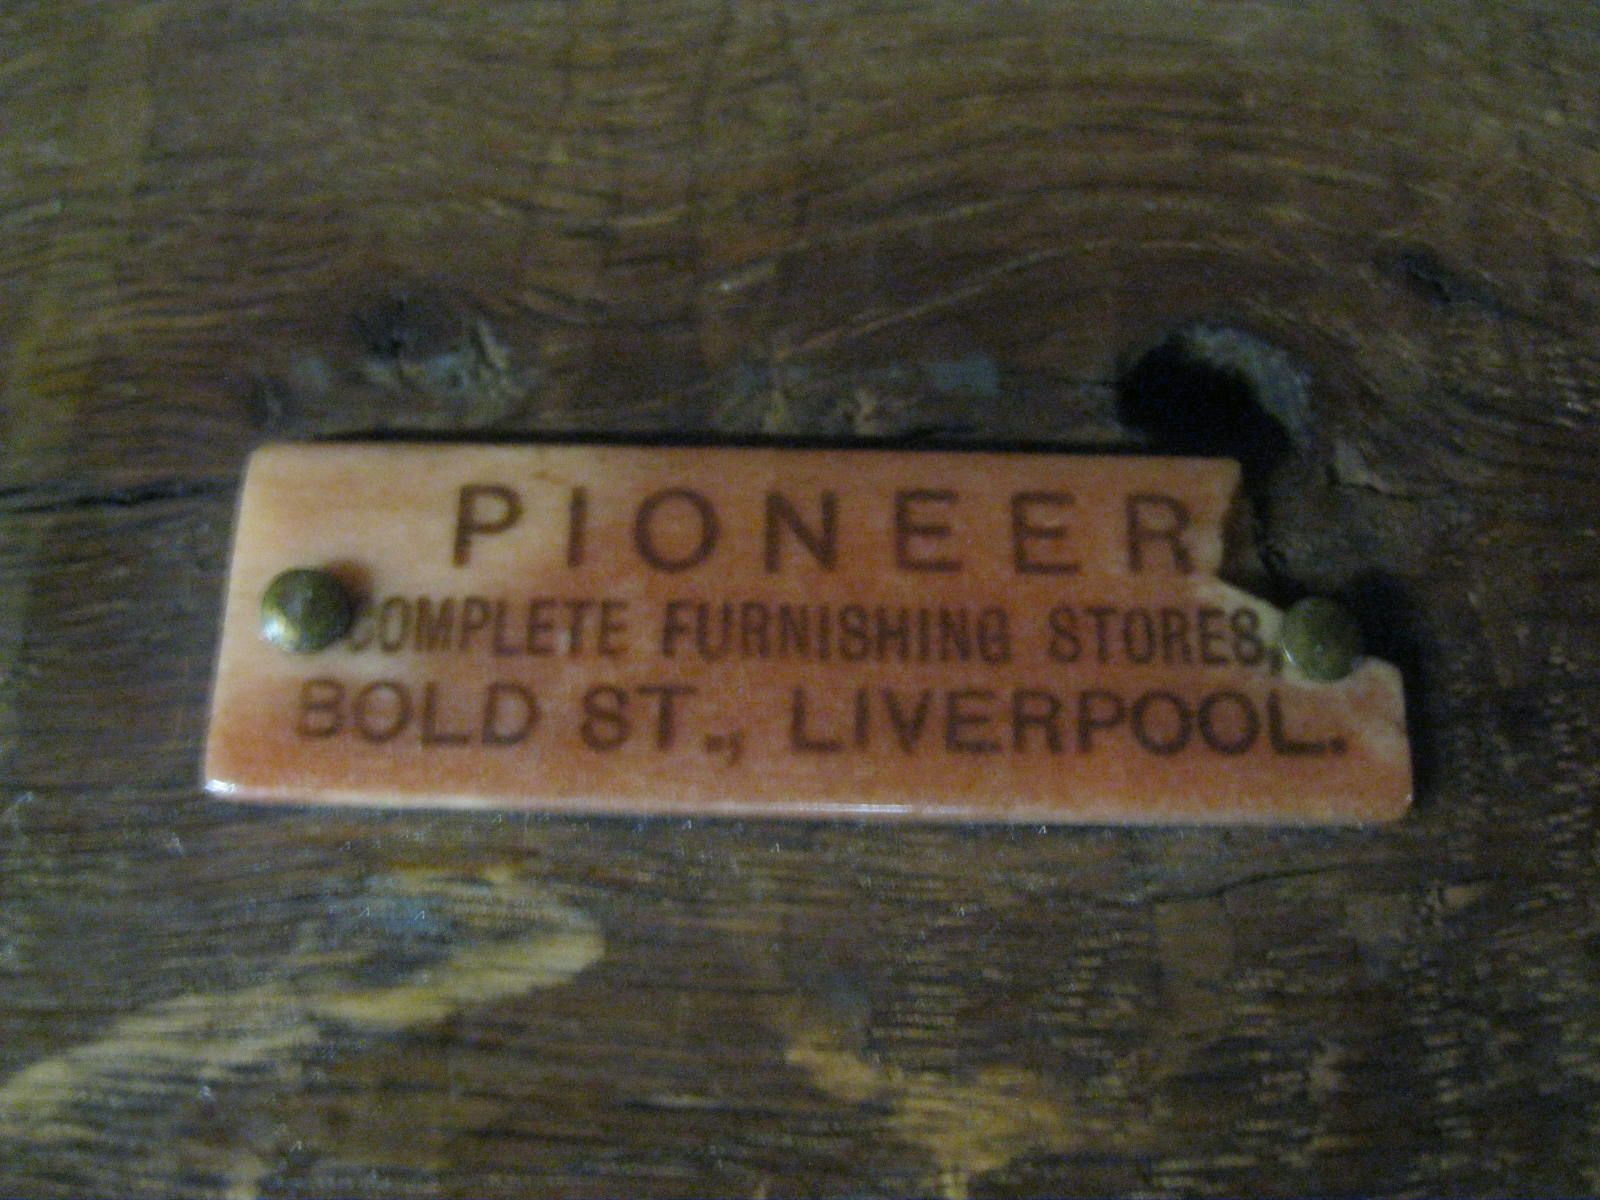 PIONEER
COMPLETE FURNISHING STORES,
BOLD ST., LIVERPOOL.